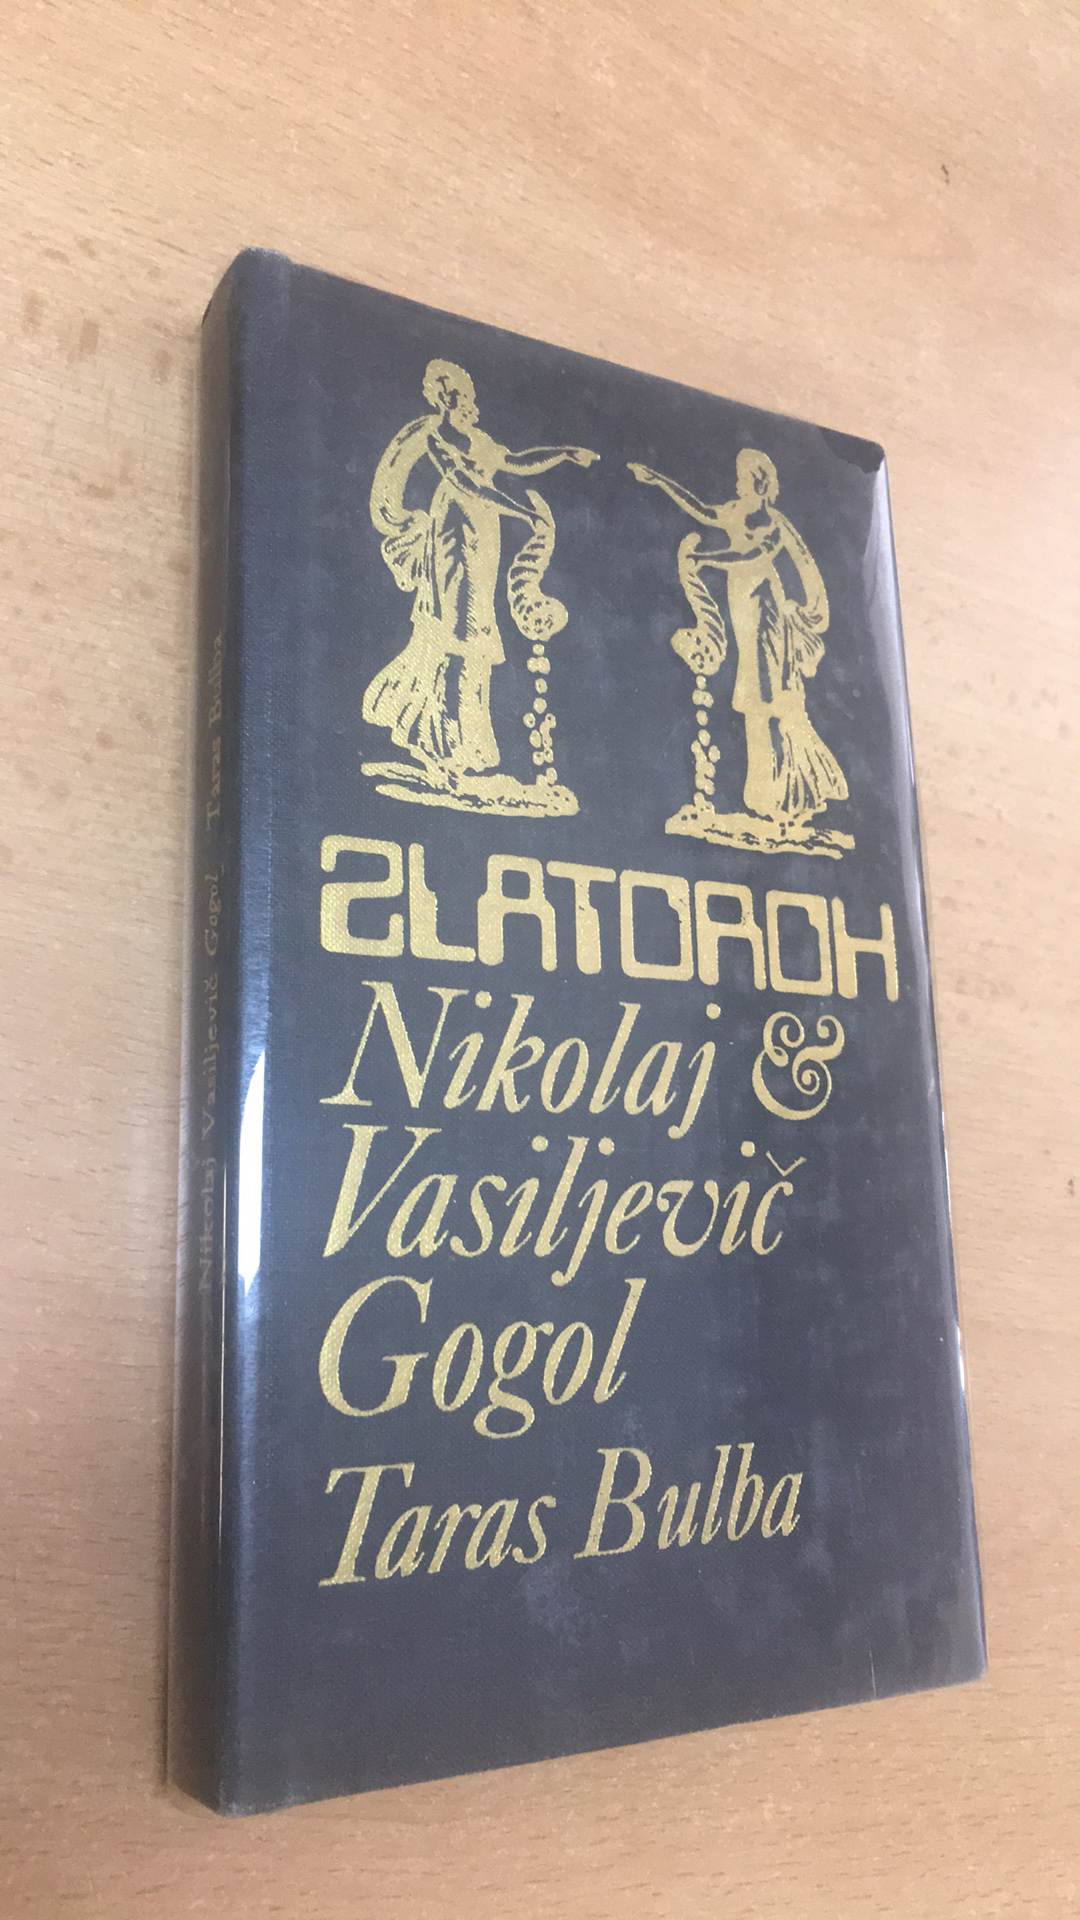 ZLATOROH
Nikolaj &
Vasiljevič
Gogol
Taras Bulba
Nikolaj Vasiljevič Gogol Taras Bulba